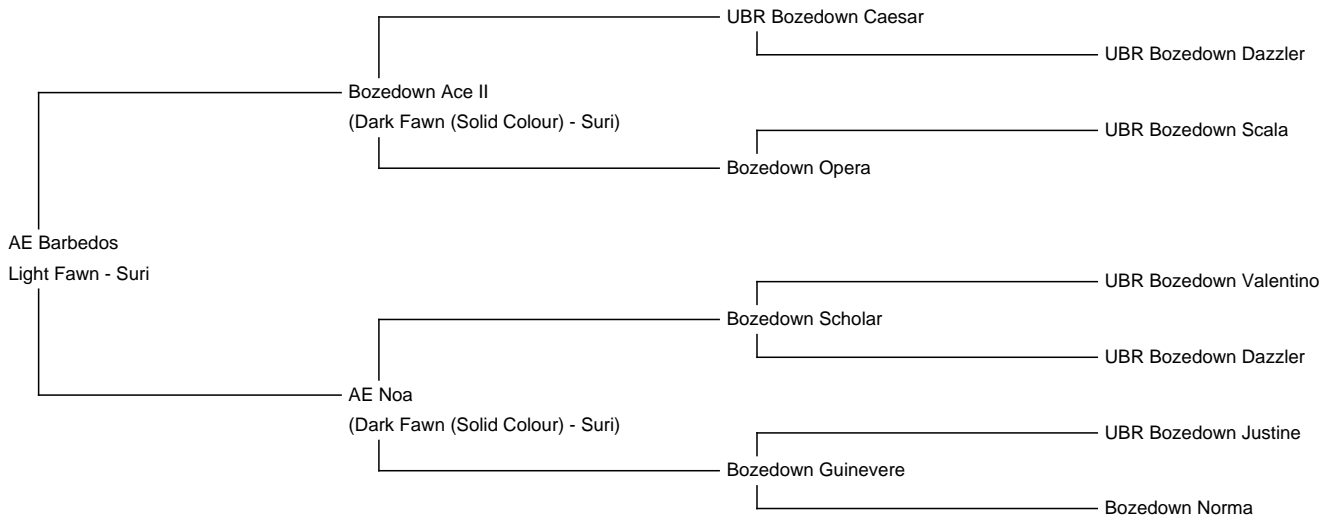 UBR Bozedown Caesar
UBR Bozedown Dazzler
Bozedown Ace II
(Dark Fawn (Solid Colour) - Suri)
UBR Bozedown Scala
Bozedown Opera
AE Barbedos
Light Fawn - Suri
UBR Bozedown Valentino
Bozedown Scholar
UBR Bozedown Dazzler
AE Noa
(Dark Fawn (Solid Colour) - Suri)
UBR Bozedown Justine
Bozedown Guinevere
Bozedown Norma